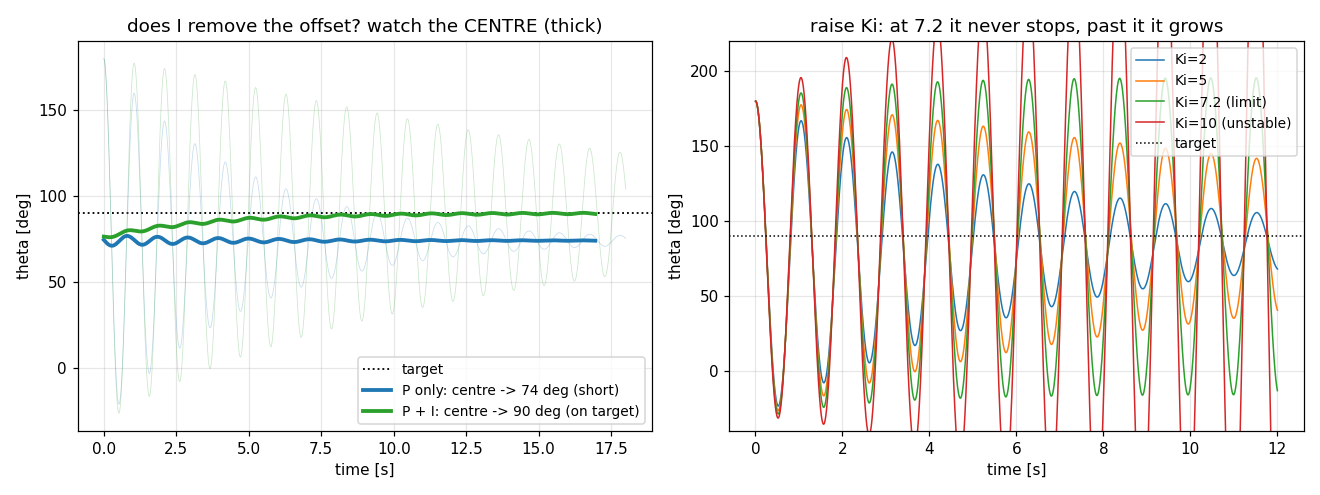 does I remove the offset? watch the CENTRE (thick)
theta [deg]
150
100
50
0
target
P only: centre -> 74 deg (short)
P + I: centre -> 90 deg (on target)
0.0 2.5 5.0 7.5 10.0 12.5 15.0 17.5
time [s]
raise Ki: at 7.2 it never stops, past it it grows
theta [deg]
200
150
100
50
0
Ki=2
Ki=5
Ki=7.2 (limit)
Ki=10 (unstable)
target
0 2 4 6 8 10 12
time [s]